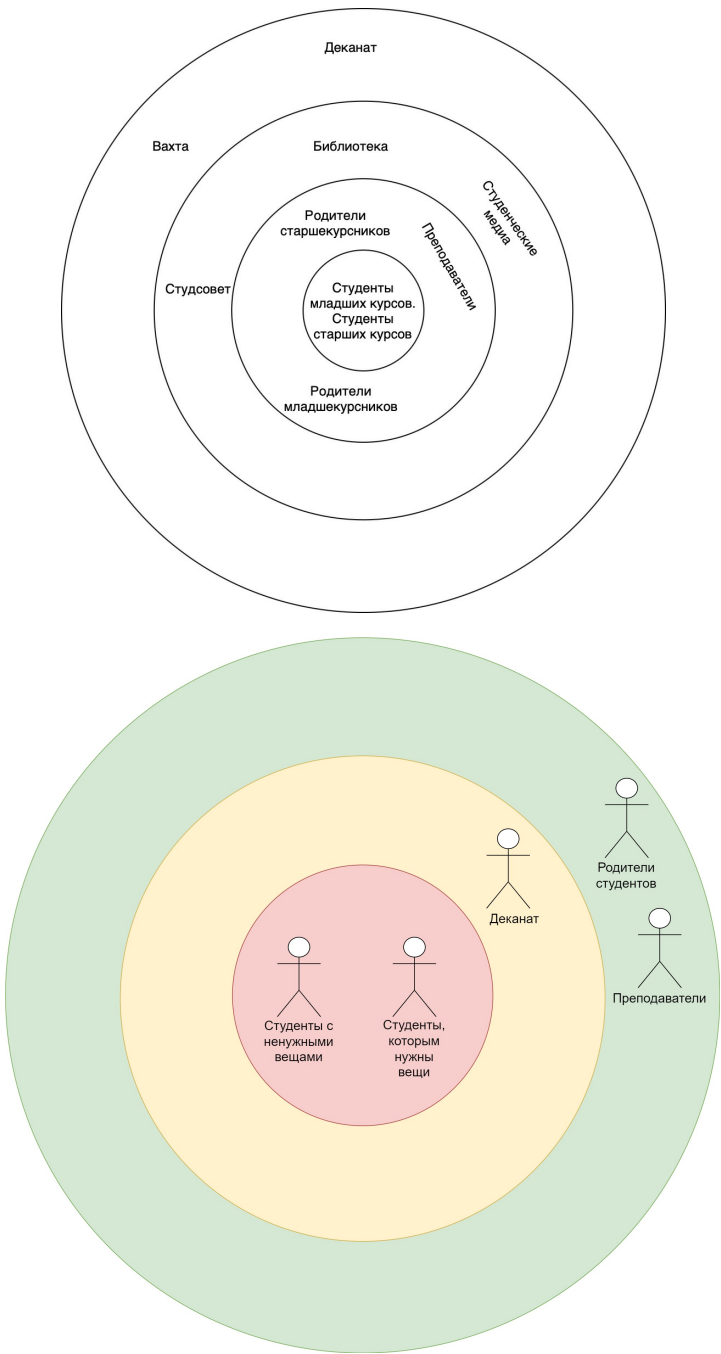 Деканат
Вахта
Библиотека
Студенческие
медиа
Родители
старшекурсников
Преподаватели
Студсовет
Студенты
младших курсов.
Студенты
старших курсов
Родители
младшекурсников
Родители
студентов
Деканат
Преподаватели
Студенты с
ненужными
вещами
Студенты,
которым
нужны
вещи